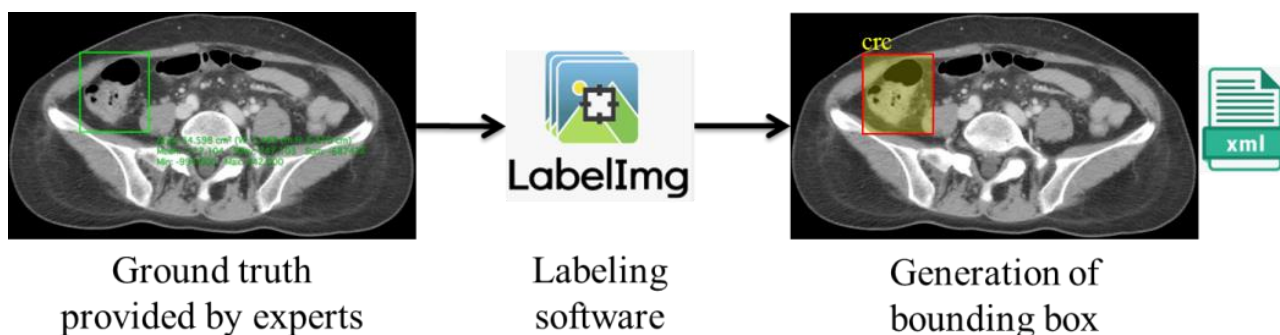 crc
LabelImg
xml
Ground truth
provided by experts
Labeling
software
Generation of
bounding box